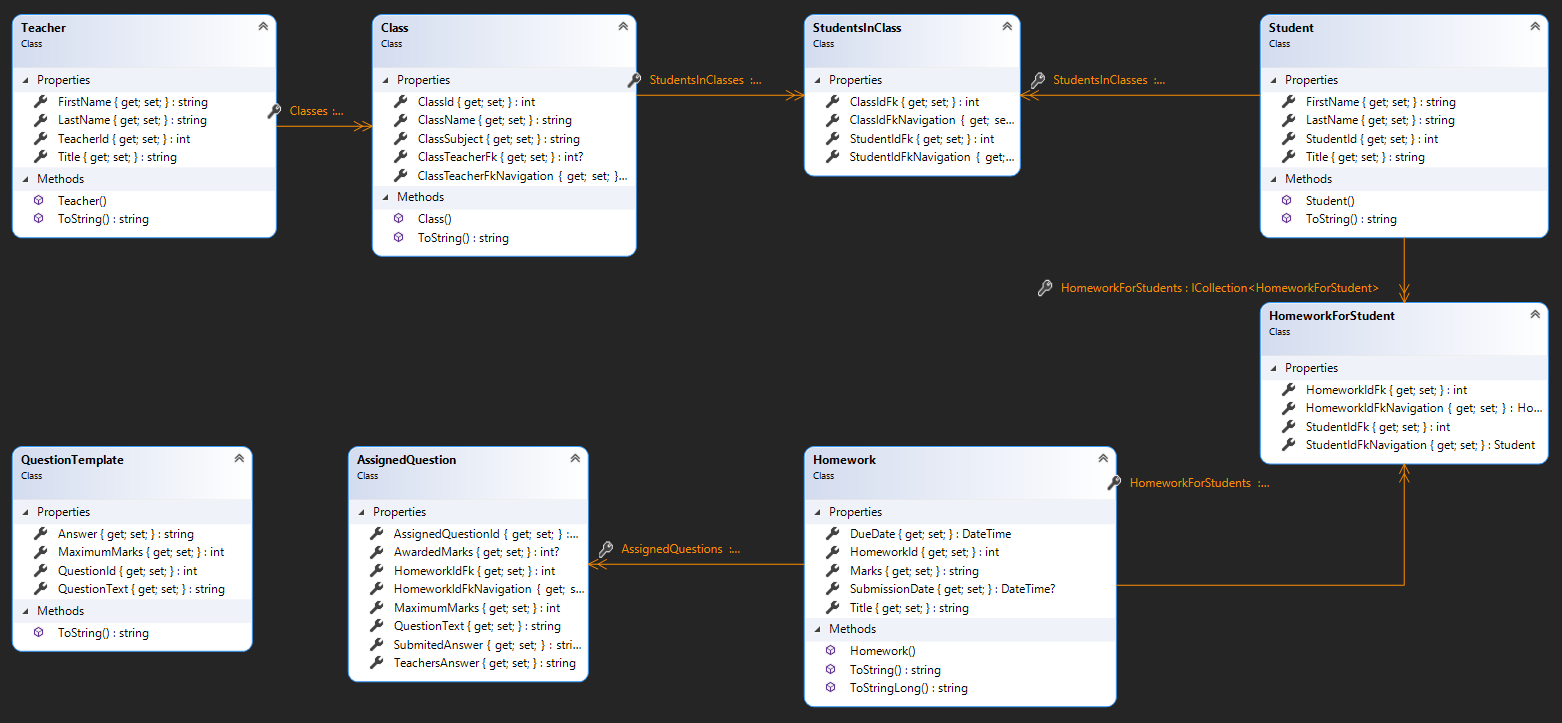 Teacher
Class
Properties
FirstName { get; set; } : string
LastName { get; set; } : string
TeacherId { get; set; } : int
Title { get; set; } : string
Methods
Teacher()
ToString() : string
Classes :...
Class
Class
Properties
ClassId { get; set; } : int
ClassName { get; set; } : string
ClassSubject { get; set; } : string
ClassTeacherFk { get; set; } : int?
ClassTeacherFkNavigation { get; set; }...
Methods
Class()
ToString() : string
StudentsInClasses :...
StudentsInClass
Class
Properties
ClassIdFk { get; set; } : int
ClassIdFkNavigation { get; se...
StudentIdFk { get; set; } : int
StudentIdFkNavigation { get;...
StudentsInClasses :...
Student
Class
Properties
FirstName { get; set; } : string
LastName { get; set; } : string
StudentId { get; set; } : int
Title { get; set; } : string
Methods
Student()
ToString() : string
HomeworkForStudents : ICollection<HomeworkForStudent>
HomeworkForStudent
Class
Properties
HomeworkIdFk { get; set; } : int
HomeworkIdFkNavigation { get; set; } : Ho...
StudentIdFk { get; set; } : int
StudentIdFkNavigation { get; set; } : Student
QuestionTemplate
Class
Properties
Answer { get; set; } : string
MaximumMarks { get; set; } : int
QuestionId { get; set; } : int
QuestionText { get; set; } : string
Methods
ToString() : string
AssignedQuestion
Class
Properties
AssignedQuestionId { get; set; } :...
AwardedMarks { get; set; } : int?
HomeworkIdFk { get; set; } : int
HomeworkIdFkNavigation { get; s...
MaximumMarks { get; set; } : int
QuestionText { get; set; } : string
SubmitedAnswer { get; set; } : stri...
TeachersAnswer { get; set; } : string
AssignedQuestions :...
Homework
Class
Properties
DueDate { get; set; } : DateTime
HomeworkId { get; set; } : int
Marks { get; set; } : string
SubmissionDate { get; set; } : DateTime?
Title { get; set; } : string
Methods
Homework()
ToString() : string
ToStringLong() : string
HomeworkForStudents :...